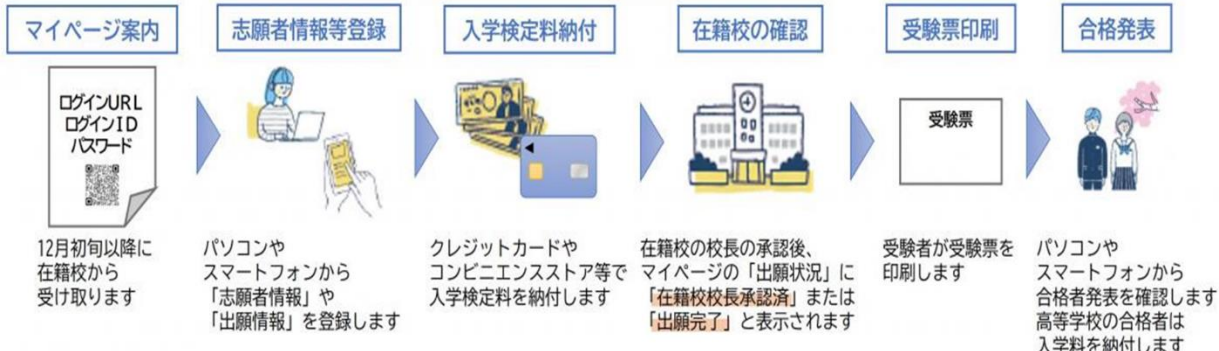 マイページ案内
志願者情報等登録
入学検定料納付
在籍校の確認
受験票印刷
合格発表
ログインURL
ログインID
パスワード
受験票
12月初旬以降に
在籍校から
受け取ります
パソコンや
スマートフォンから
「志願者情報」や
「出願情報」を登録します
クレジットカードや
コンビニエンスストア等で
入学検定料を納付します
在籍校の校長の承認後、
マイページの「出願状況」に
「在籍校校長承認済」または
「出願完了」と表示されます
受験者が受験票を
印刷します
パソコンや
スマートフォンから
合格者発表を確認します
高等学校の合格者は
入学料を納付します